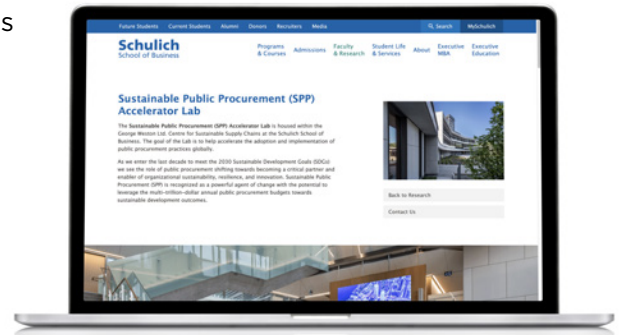 s
Future Students Current Students Alumni Donors Recruiters Media Search MySchulich
Schulich
School of Business
Programs & Courses Admissions Faculty & Research Student Life & Services About Executive MBA Executive Education
Sustainable Public Procurement (SPP)
Accelerator Lab
The Sustainable Public Procurement (SPP) Accelerator Lab is housed within the
George Weston Ltd. Centre for Sustainable Supply Chains at the Schulich School of
Business. The goal of the Lab is to help accelerate the adoption and implementation of
public procurement practices globally.
As we enter the last decade to meet the 2030 Sustainable Development Goals (SDGs)
we see the role of public procurement shifting towards becoming a critical partner and
enabler of organizational sustainability, resilience, and innovation. Sustainable Public
Procurement (SPP) is recognized as a powerful agent of change with the potential to
leverage the multi-trillion-dollar annual public procurement budgets towards
sustainable development outcomes.
Back to Research
Contact Us